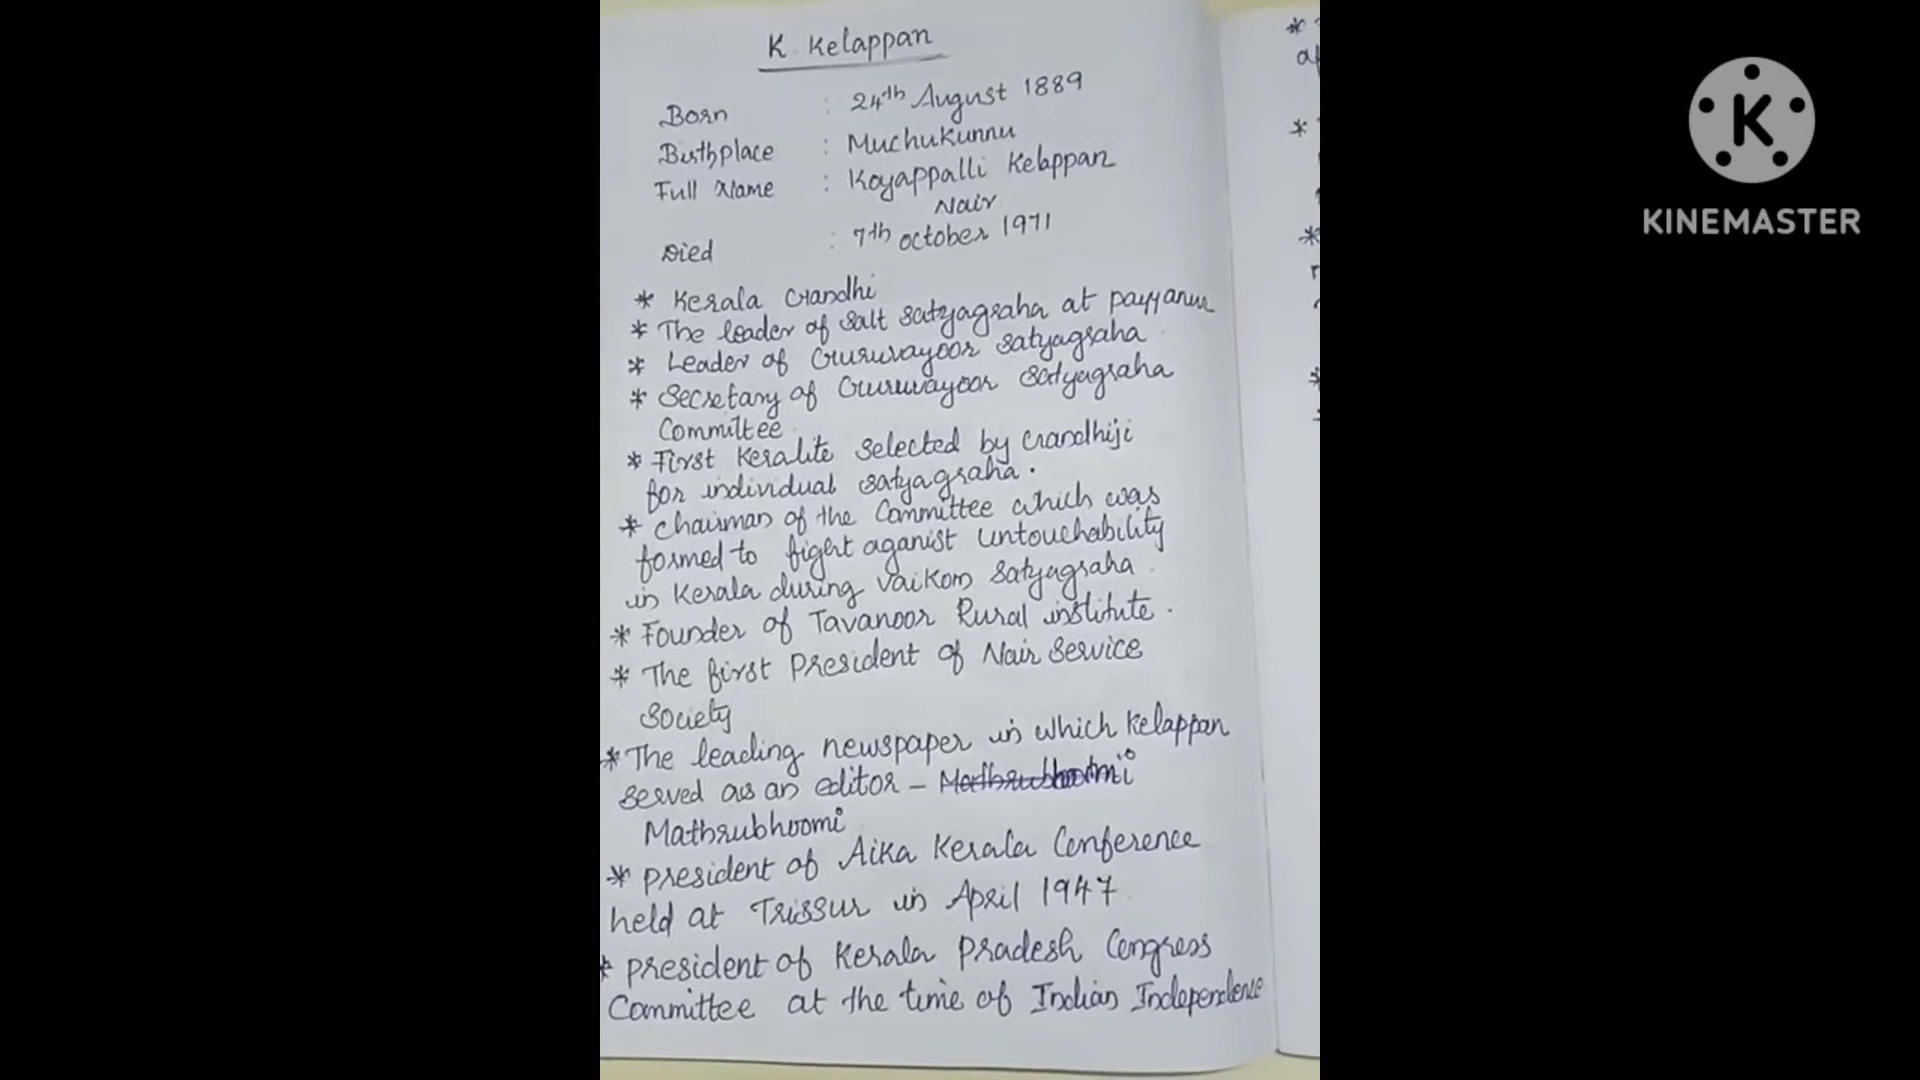 K Kelappan
Born : 24th August 1889
Birthplace : Muchukunnu
Full Name : Koyappalli Kelappan
Nair
Died : 7th october 1971
* Kerala Gandhi
* The leader of salt satyagraha at payyanur
* Leader of Guruvayoor satyagraha
* Secretary of Guruvayoor satyagraha
Committee
* First Keralite selected by Gandhiji
for individual satyagraha.
* chairman of the Committee which was
formed to fight aganist untouchability
in Kerala during vaikom satyagraha.
* Founder of Tavanoor Rural institute.
* The first president of Nair Service
Society
* The leading newspaper in which Kelappan
served as an editor - Mathrubhoomi
Mathrubhoomi
* president of Aika Kerala Conference
held at Trissur in April 1947
* president of Kerala pradesh Congress
Committee at the time of Indian Independence
K
KINEMASTER